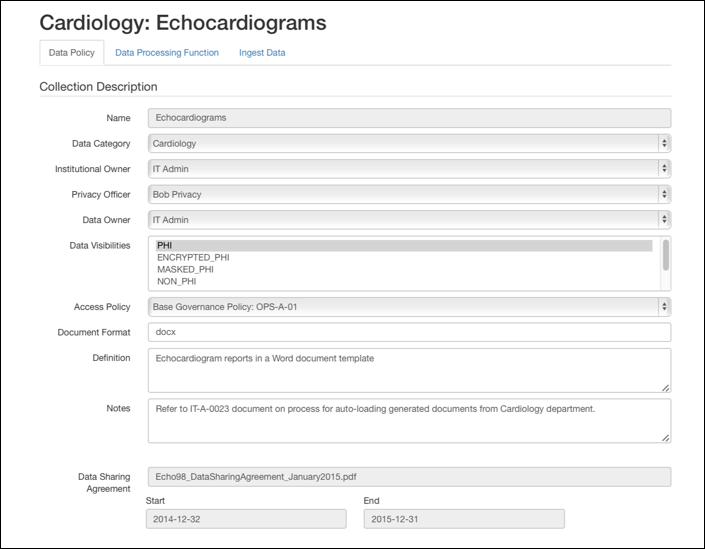 Cardiology: Echocardiograms
Data Policy Data Processing Function Ingest Data
Collection Description
Name Echocardiograms
Data Category Cardiology
Institutional Owner IT Admin
Privacy Officer Bob Privacy
Data Owner IT Admin
Data Visibilities PHI
ENCRYPTED_PHI
MASKED_PHI
NON_PHI
Access Policy Base Governance Policy: OPS-A-01
Document Format docx
Definition Echocardiogram reports in a Word document template
Notes Refer to IT-A-0023 document on process for auto-loading generated documents from Cardiology department.
Data Sharing Echo98_DataSharingAgreement_January2015.pdf
Agreement
Start End
2014-12-32 2015-12-31